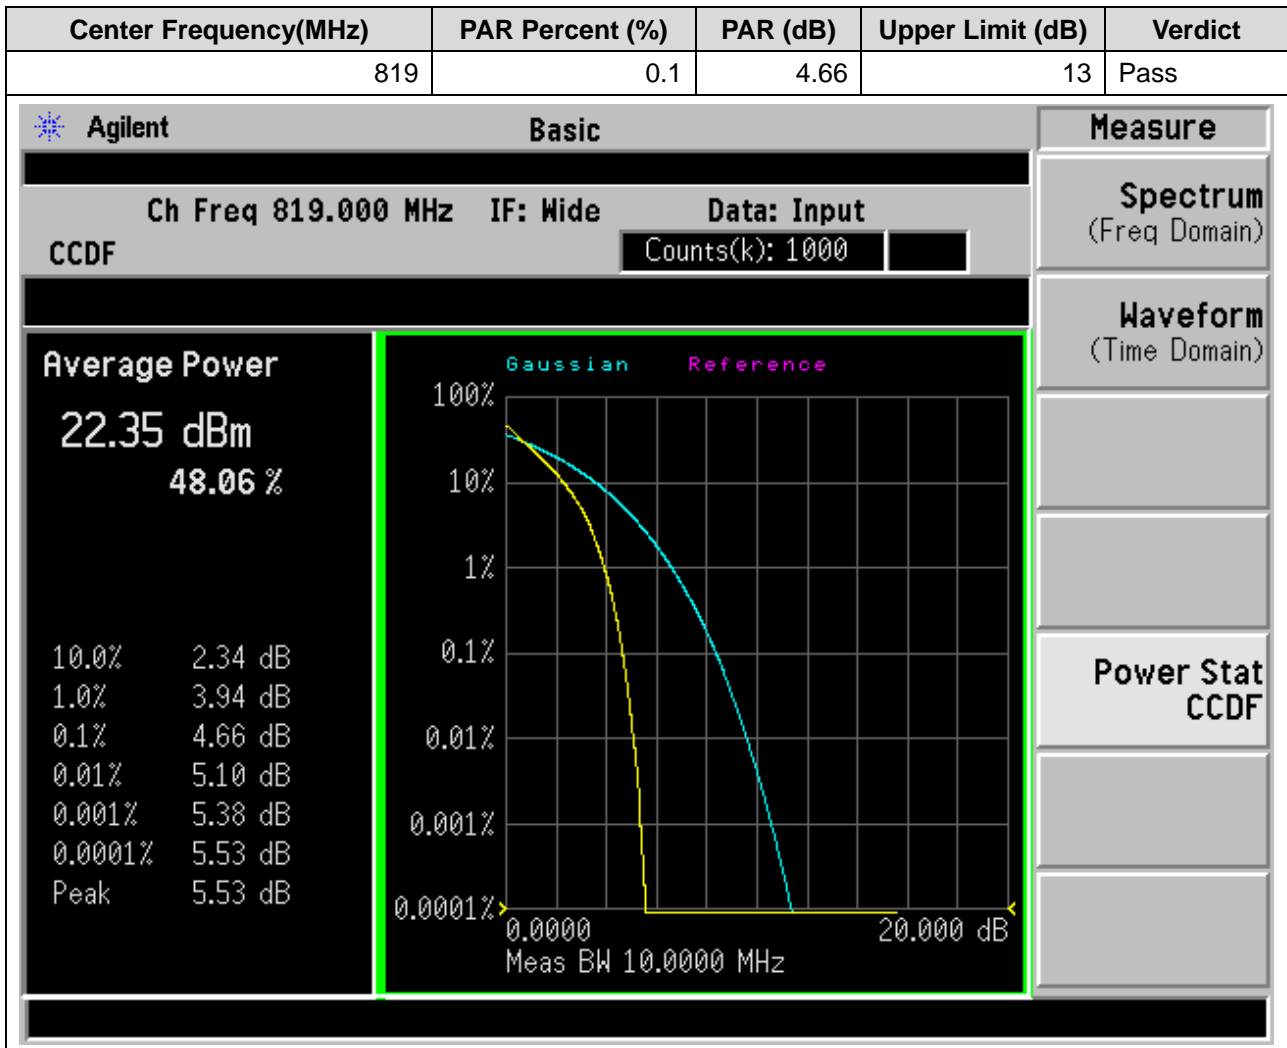 Center Frequency(MHz) PAR Percent (%) PAR (dB) Upper Limit (dB) Verdict
819 0.1 4.66 13 Pass
Agilent Basic Measure
Ch Freq 819.000 MHz IF: Wide Data: Input
CCDF Counts(k): 1000
Spectrum
(Freq Domain)
Waveform
(Time Domain)
Power Stat
CCDF
Average Power
22.35 dBm
48.06 %
10.0% 2.34 dB
1.0% 3.94 dB
0.1% 4.66 dB
0.01% 5.10 dB
0.001% 5.38 dB
0.0001% 5.53 dB
Peak 5.53 dB
Gaussian Reference
100%
10%
1%
0.1%
0.01%
0.001%
0.0001%
0.0000 20.000 dB
Meas BW 10.0000 MHz